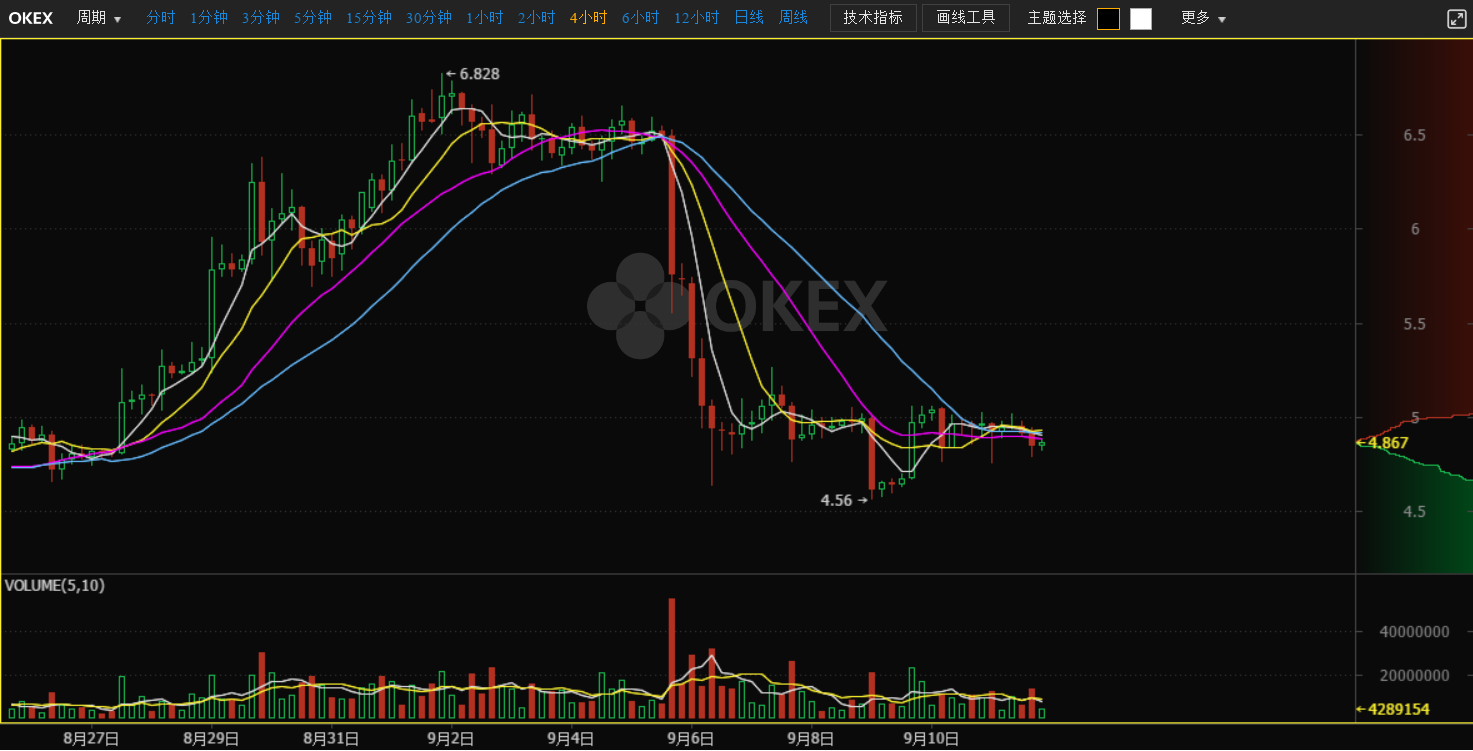 OKEX 周期 分时 1分钟 3分钟 5分钟 15分钟 30分钟 1小时 2小时 4小时 6小时 12小时 日线 周线 技术指标 画线工具 主题选择 更多
6.828
6.5
6
OKEX
5.5
5
4.867
4.56
4.5
VOLUME(5,10)
40000000
20000000
4289154
8月27日 8月29日 8月31日 9月2日 9月4日 9月6日 9月8日 9月10日